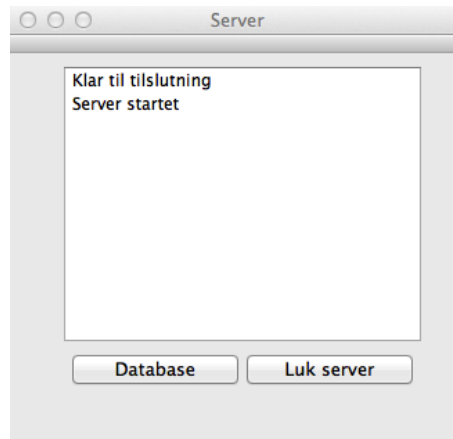 Server
Klar til tilslutning
Server startet
Database
Luk server